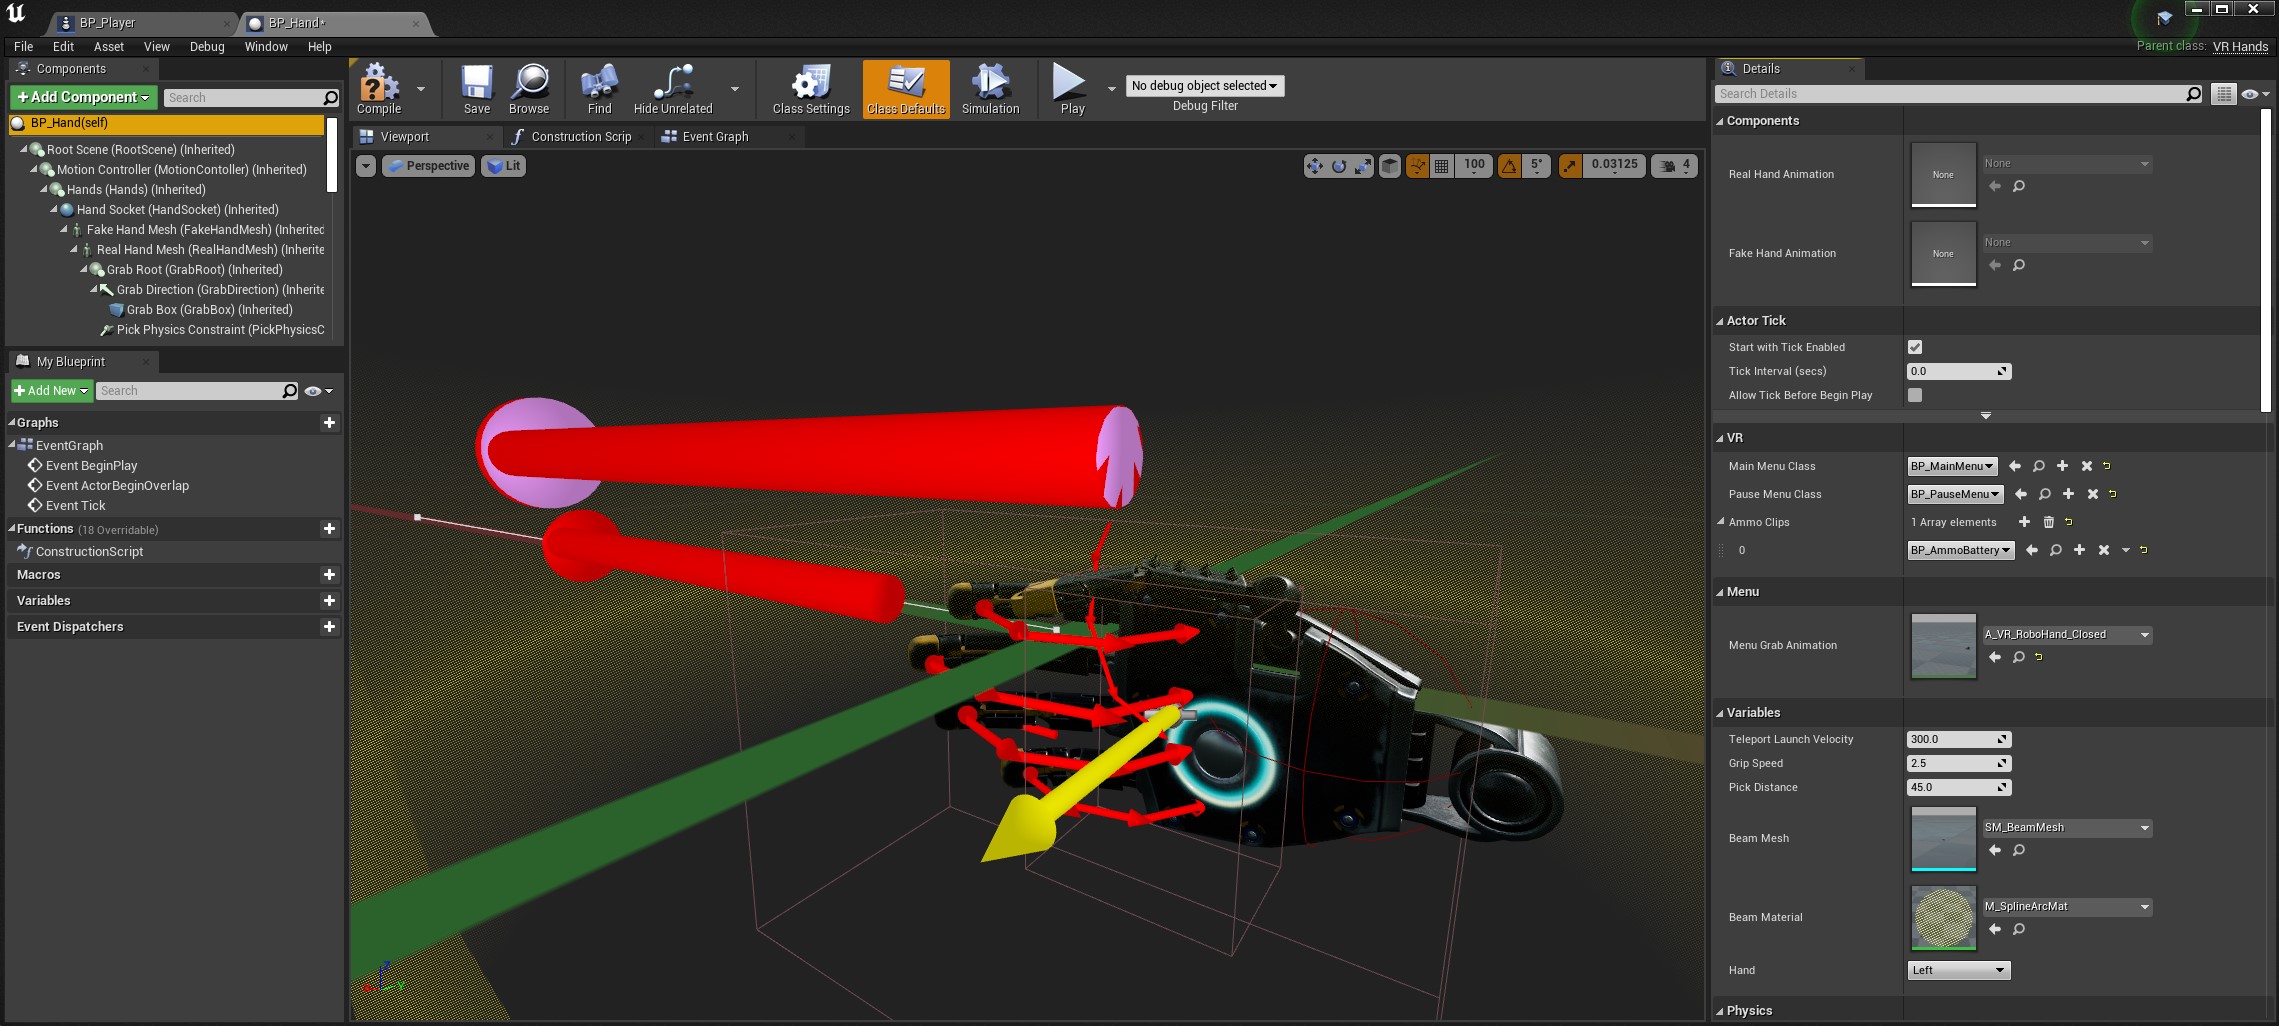 BP_Player
BP_Hand*
File Edit Asset View Debug Window Help
Parent class: VR Hands
Components
Add Component
Search
BP_Hand(self)
Root Scene (RootScene) (Inherited)
Motion Controller (MotionContoller) (Inherited)
Hands (Hands) (Inherited)
Hand Socket (HandSocket) (Inherited)
Fake Hand Mesh (FakeHandMesh) (Inherited
Real Hand Mesh (RealHandMesh) (Inherite
Grab Root (GrabRoot) (Inherited)
Grab Direction (GrabDirection) (Inherite
Grab Box (GrabBox) (Inherited)
Pick Physics Constraint (PickPhysicsC
My Blueprint
Add New
Search
Graphs
EventGraph
Event BeginPlay
Event ActorBeginOverlap
Event Tick
Functions (18 Overridable)
ConstructionScript
Macros
Variables
Event Dispatchers
Compile
Save
Browse
Find
Hide Unrelated
Class Settings
Class Defaults
Simulation
Play
No debug object selected
Debug Filter
Viewport
Construction Scrip
Event Graph
Perspective
Lit
100
5°
0.03125
4
Z
Y
Details
Search Details
Components
Real Hand Animation
None
None
Fake Hand Animation
None
None
Actor Tick
Start with Tick Enabled
Tick Interval (secs) 0.0
Allow Tick Before Begin Play
VR
Main Menu Class BP_MainMenu
Pause Menu Class BP_PauseMenu
Ammo Clips 1 Array elements
0 BP_AmmoBattery
Menu
Menu Grab Animation A_VR_RoboHand_Closed
Variables
Teleport Launch Velocity 300.0
Grip Speed 2.5
Pick Distance 45.0
Beam Mesh SM_BeamMesh
Beam Material M_SplineArcMat
Hand Left
Physics